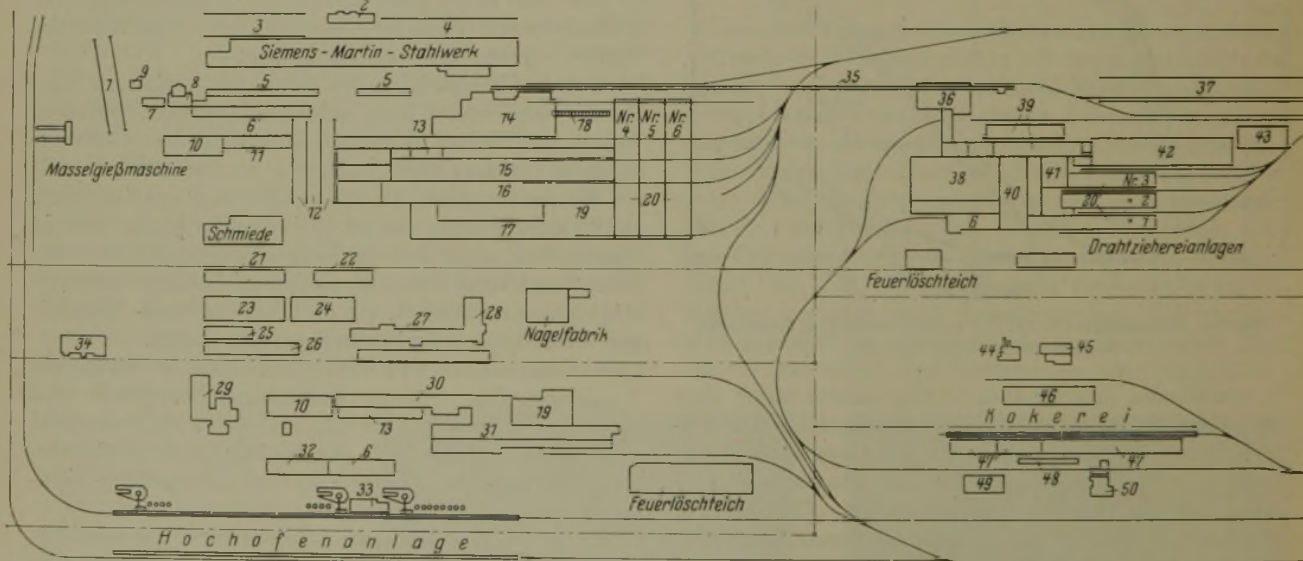 2
3 4
Siemens - Martin - Stahlwerk
1 9 8 5 5
7
6
10 11
Masselgießmaschine
12
13 14 18
Nr. 4 Nr. 5 Nr. 6
15
16
20
17 19
35
36 37
39
43
42
38 40 41
Nr. 3
20 " 2
6 " 1
Drahtziehereianlagen
Schmiede
Feuerlöschteich
21 22
23 24
25
26
27 28
Nagelfabrik
34
29
10 30
13 19
31
32 6
33
Feuerlöschteich
Hochofenanlage
44 45
46
Kokerei
47 47
48
49 50